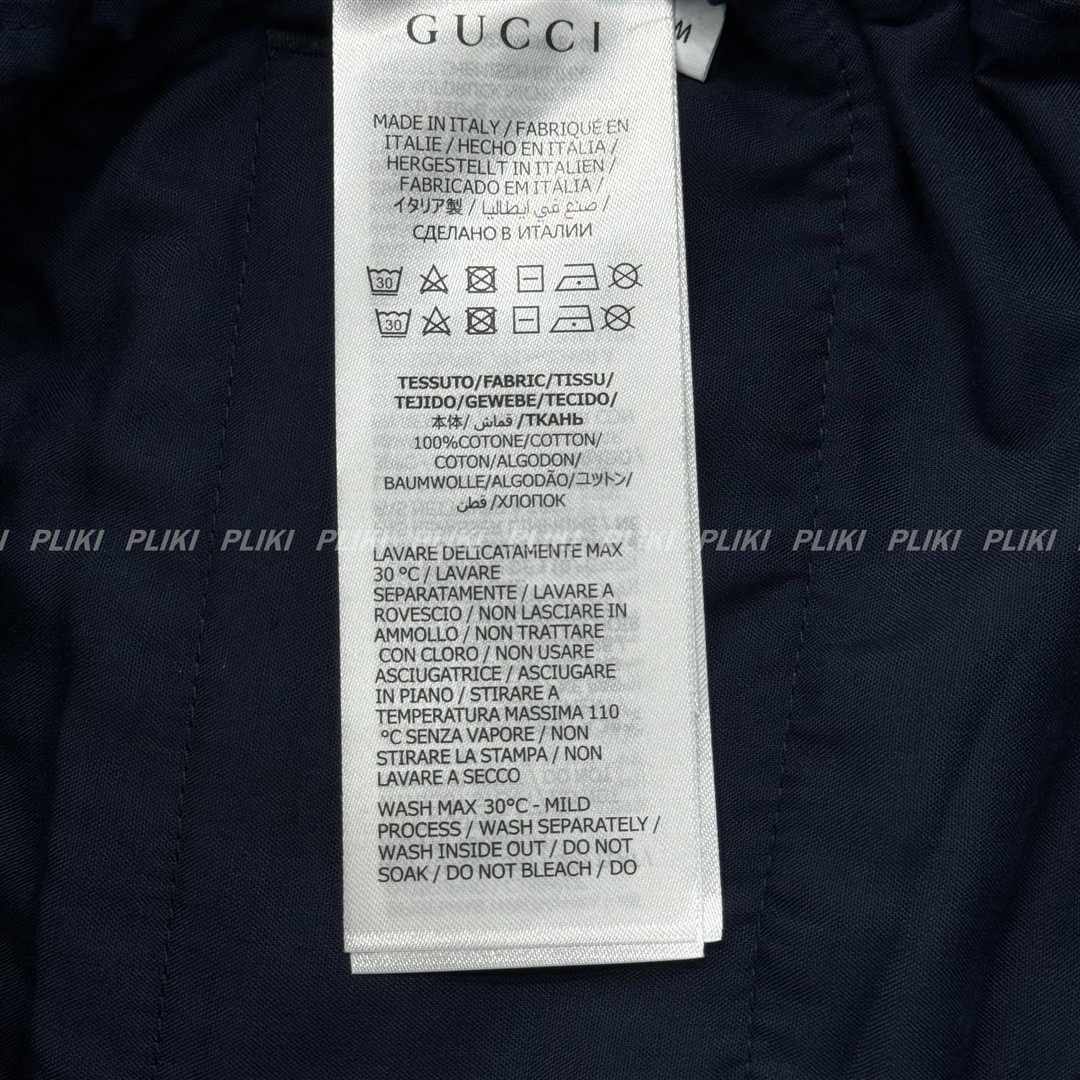 GUCCI
M
MADE IN ITALY / FABRIQUÉ EN
ITALIE / HECHO EN ITALIA /
HERGESTELLT IN ITALIEN /
FABRICADO EM ITÁLIA /
イタリア製 / صنع في ايطاليا /
СДЕЛАНО В ИТАЛИИ
30
30
TESSUTO/FABRIC/TISSU/
TEJIDO/GEWEBE/TECIDO/
本体/ قماش /ТКАНЬ
100%COTONE/COTTON/
COTON/ALGODON/
BAUMWOLLE/ALGODÃO/コットン/
قطن /ХЛОПОК
PLIKI PLIKI PLIKI PLIKI PLIKI PLIKI PLIKI PLIKI
LAVARE DELICATAMENTE MAX
30 °C / LAVARE
SEPARATAMENTE / LAVARE A
ROVESCIO / NON LASCIARE IN
AMMOLLO / NON TRATTARE
CON CLORO / NON USARE
ASCIUGATRICE / ASCIUGARE
IN PIANO / STIRARE A
TEMPERATURA MASSIMA 110
°C SENZA VAPORE / NON
STIRARE LA STAMPA / NON
LAVARE A SECCO
WASH MAX 30°C - MILD
PROCESS / WASH SEPARATELY /
WASH INSIDE OUT / DO NOT
SOAK / DO NOT BLEACH / DO